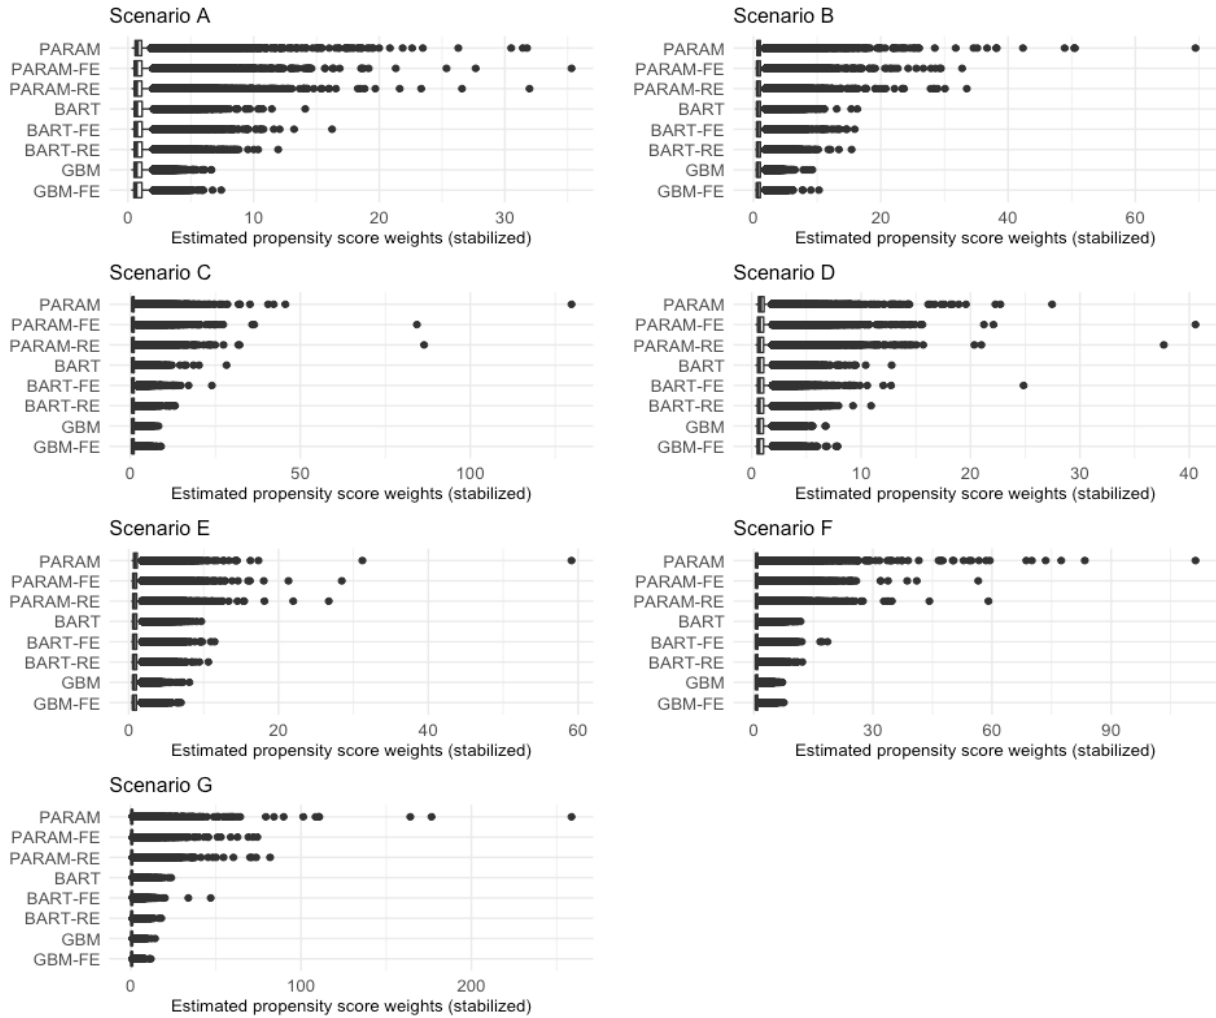 Scenario A
PARAM
PARAM-FE
PARAM-RE
BART
BART-FE
BART-RE
GBM
GBM-FE
0 10 20 30
Estimated propensity score weights (stabilized)
Scenario B
PARAM
PARAM-FE
PARAM-RE
BART
BART-FE
BART-RE
GBM
GBM-FE
0 20 40 60
Estimated propensity score weights (stabilized)
Scenario C
PARAM
PARAM-FE
PARAM-RE
BART
BART-FE
BART-RE
GBM
GBM-FE
0 50 100
Estimated propensity score weights (stabilized)
Scenario D
PARAM
PARAM-FE
PARAM-RE
BART
BART-FE
BART-RE
GBM
GBM-FE
0 10 20 30 40
Estimated propensity score weights (stabilized)
Scenario E
PARAM
PARAM-FE
PARAM-RE
BART
BART-FE
BART-RE
GBM
GBM-FE
0 20 40 60
Estimated propensity score weights (stabilized)
Scenario F
PARAM
PARAM-FE
PARAM-RE
BART
BART-FE
BART-RE
GBM
GBM-FE
0 30 60 90
Estimated propensity score weights (stabilized)
Scenario G
PARAM
PARAM-FE
PARAM-RE
BART
BART-FE
BART-RE
GBM
GBM-FE
100 200
Estimated propensity score weights (stabilized)